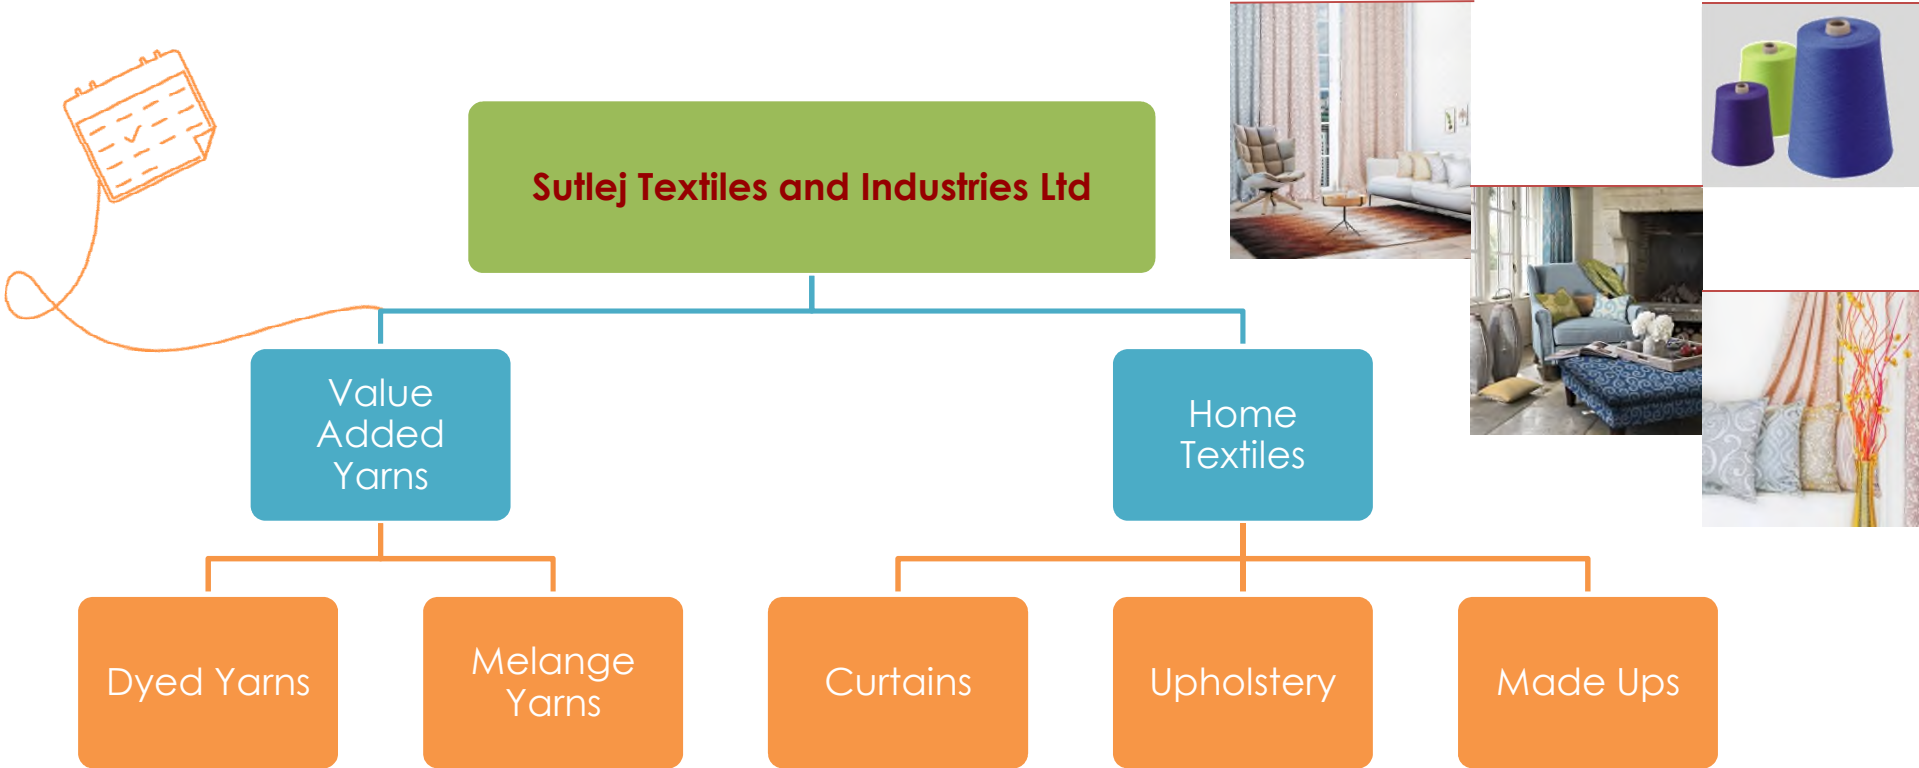 Sutlej Textiles and Industries Ltd
Value
Added
Yarns
Home
Textiles
Dyed Yarns
Melange
Yarns
Curtains
Upholstery
Made Ups